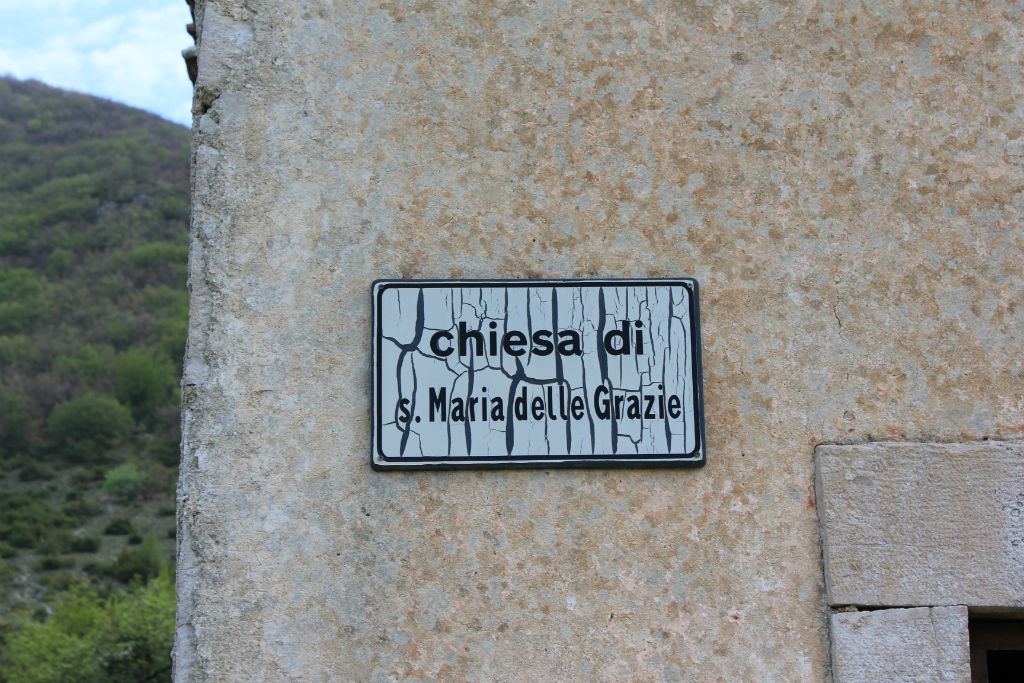 chiesa di
s. Maria delle Grazie